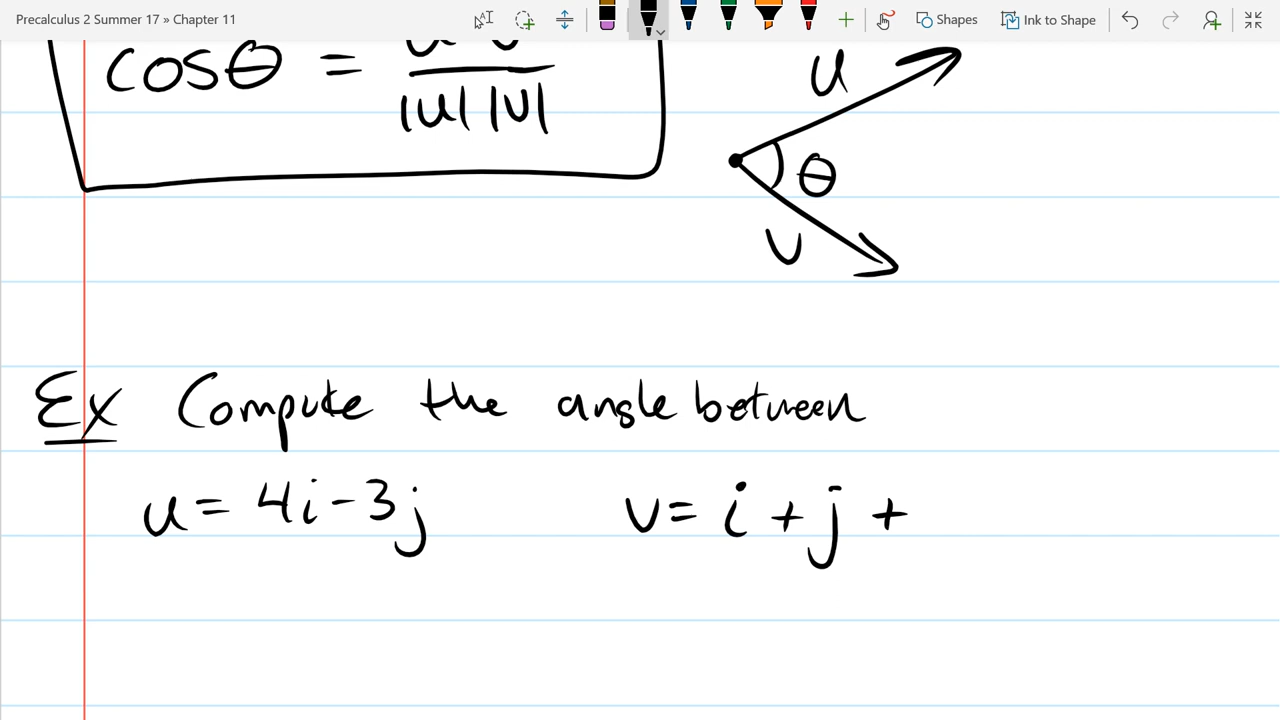 Precalculus 2 Summer 17 » Chapter 11
Shapes
Ink to Shape
cosθ = u·v / |u| |v|
u
θ
v
Ex Compute the angle between
u = 4i - 3j v = i + j +